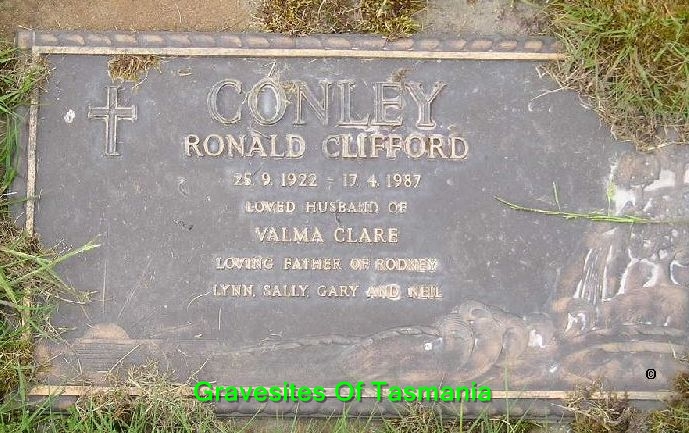 CONLEY
RONALD CLIFFORD
25. 9. 1922 - 17. 4. 1987
LOVED HUSBAND OF
VALMA CLARE
LOVING FATHER OF RODNEY
LYNN, SALLY, GARY AND NEIL
©
Gravesites Of Tasmania